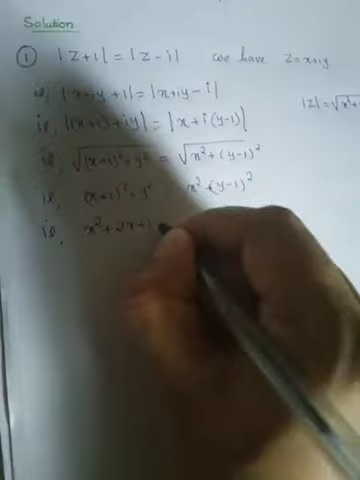 Solution
① |z+1| = |z-i| we have z=x+iy
ie, |x+iy+1| = |x+iy-i| |z| = √x²+
ie, |(x+1)+iy| = |x+i(y-1)|
ie, √(x+1)²+y² = √x²+(y-1)²
ie, (x+1)²+y² x²+(y-1)²
ie, x²+2x+1